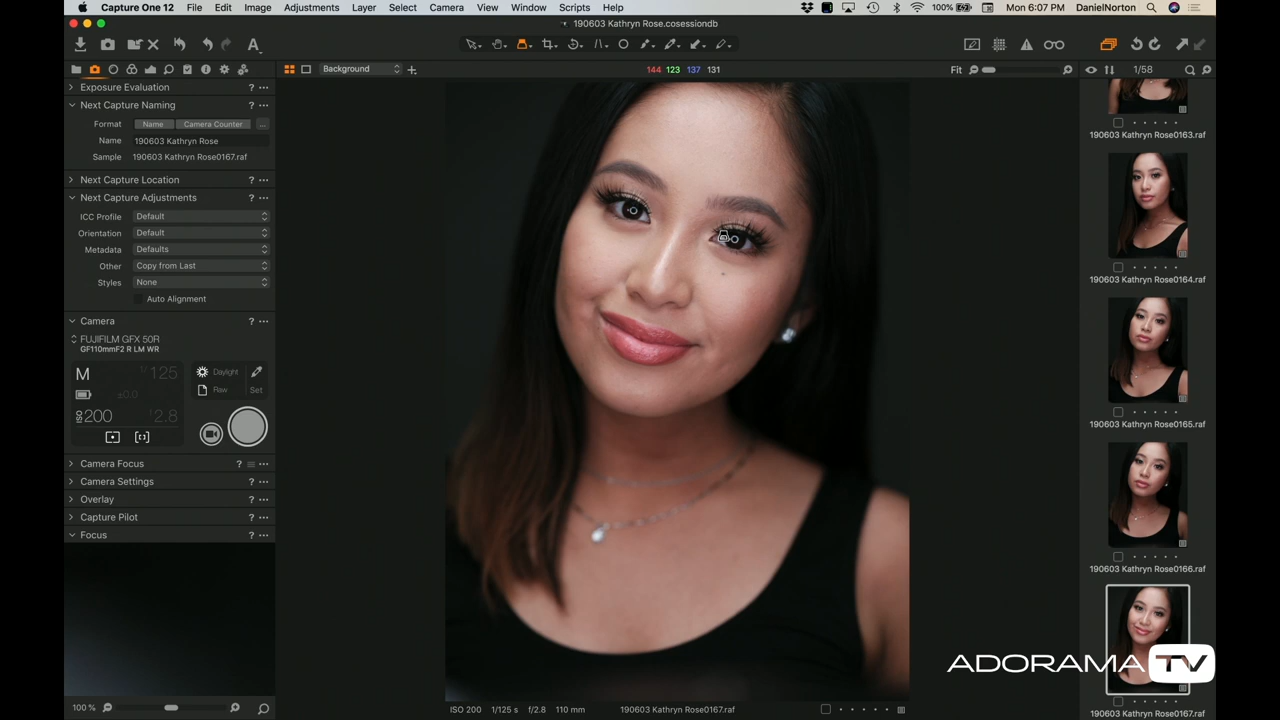 Capture One 12 File Edit View Image Adjustments Layer Select Camera View Window Scripts Help 100% Mon 6:07 PM DanielNorton
190603 Kathryn Rose.cosessiondb
Background
144 123 137 131
Fit
1/58
Exposure Evaluation ? ...
Next Capture Naming ? ...
Format Name Camera Counter ...
Name 190603 Kathryn Rose
Sample 190603 Kathryn Rose0167.raf
Next Capture Location ? ...
Next Capture Adjustments ? ...
ICC Profile Default
Orientation Default
Metadata Defaults
Other Copy from Last
Styles None
Auto Alignment
Camera ? ...
FUJIFILM GFX 50R
GF110mmF2 R LM WR
M 1/125
±0.0
ISO 200 f2.8
Daylight
Raw Set
Camera Focus ? ...
Camera Settings ? ...
Overlay ? ...
Capture Pilot ? ...
Focus ? ...
100 %
ISO 200 1/125 s f/2.8 110 mm 190603 Kathryn Rose0167.raf
190603 Kathryn Rose0163.raf
190603 Kathryn Rose0164.raf
190603 Kathryn Rose0165.raf
190603 Kathryn Rose0166.raf
190603 Kathryn Rose0167.raf
ADORAMA TV